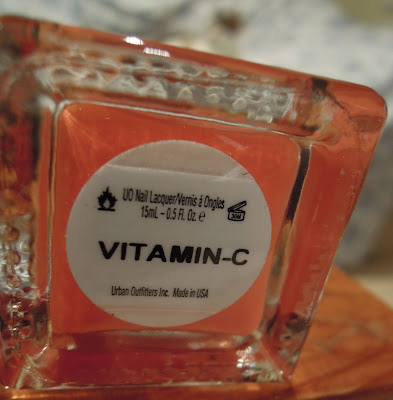 UO Nail Lacquer/Vernis á Ongles
15mL – 0.5 Fl. Oz. e
VITAMIN-C
Urban Outfitters Inc. Made in USA